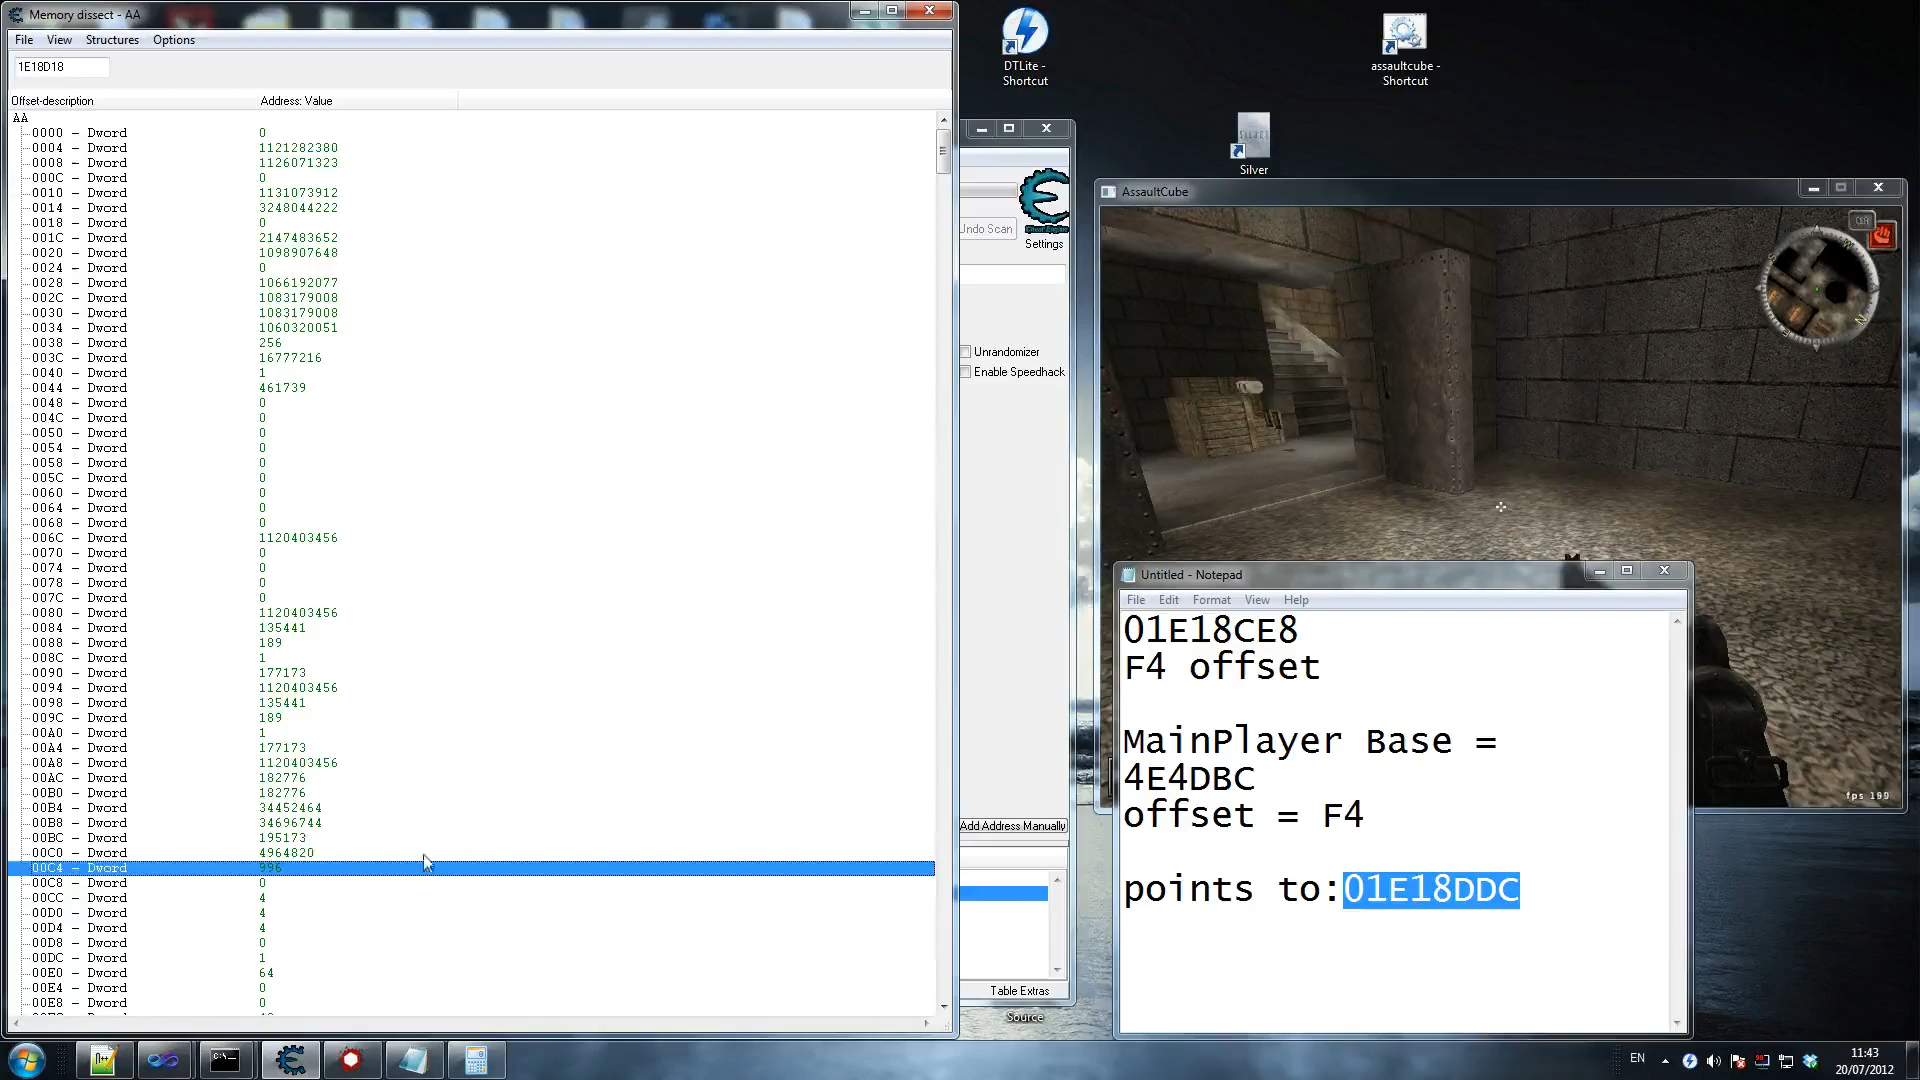 Memory dissect - AA
File View Structures Options
1E18D18
Offset-description Address: Value
AA
0000 - Dword 0
0004 - Dword 1121282380
0008 - Dword 1126071323
000C - Dword 0
0010 - Dword 1131073912
0014 - Dword 3248044222
0018 - Dword 0
001C - Dword 2147483652
0020 - Dword 1098907648
0024 - Dword 0
0028 - Dword 1066192077
002C - Dword 1083179008
0030 - Dword 1083179008
0034 - Dword 1060320051
0038 - Dword 256
003C - Dword 16777216
0040 - Dword 1
0044 - Dword 461739
0048 - Dword 0
004C - Dword 0
0050 - Dword 0
0054 - Dword 0
0058 - Dword 0
005C - Dword 0
0060 - Dword 0
0064 - Dword 0
0068 - Dword 0
006C - Dword 1120403456
0070 - Dword 0
0074 - Dword 0
0078 - Dword 0
007C - Dword 0
0080 - Dword 1120403456
0084 - Dword 135441
0088 - Dword 189
008C - Dword 1
0090 - Dword 177173
0094 - Dword 1120403456
0098 - Dword 135441
009C - Dword 189
00A0 - Dword 1
00A4 - Dword 177173
00A8 - Dword 1120403456
00AC - Dword 182776
00B0 - Dword 182776
00B4 - Dword 34452464
00B8 - Dword 34696744
00BC - Dword 195173
00C0 - Dword 4964820
00C4 - Dword 996
00C8 - Dword 0
00CC - Dword 4
00D0 - Dword 4
00D4 - Dword 4
00D8 - Dword 0
00DC - Dword 1
00E0 - Dword 64
00E4 - Dword 0
00E8 - Dword 0
DTLite -
Shortcut
assaultcube -
Shortcut
Silver
Undo Scan
Settings
Unrandomizer
Enable Speedhack
Add Address Manually
Table Extras
Source
AssaultCube
fps 199
Untitled - Notepad
File Edit Format View Help
01E18CE8
F4 offset
MainPlayer Base =
4E4DBC
offset = F4
points to:01E18DDC
EN
11:43
20/07/2012